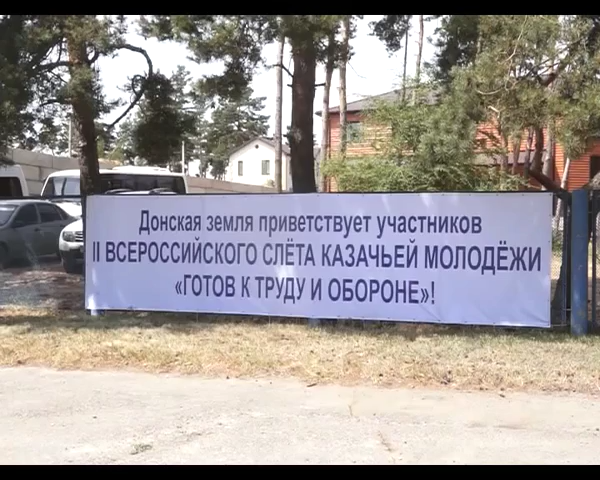 Донская земля приветствует участников
II ВСЕРОССИЙСКОГО СЛЁТА КАЗАЧЬЕЙ МОЛОДЁЖИ
«ГОТОВ К ТРУДУ И ОБОРОНЕ»!